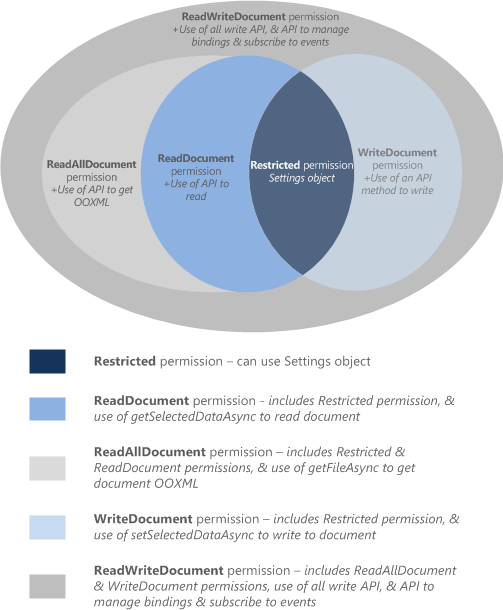 ReadWriteDocument permission
+Use of all write API, & API to manage
bindings & subscribe to events
ReadAllDocument
permission
+Use of API to get
OOXML
ReadDocument
permission
+Use of API to
read
Restricted permission
Settings object
WriteDocument
permission
+Use of an API
method to write
Restricted permission – can use Settings object
ReadDocument permission - includes Restricted permission, &
use of getSelectedDataAsync to read document
ReadAllDocument permission – includes Restricted &
ReadDocument permissions, & use of getFileAsync to get
document OOXML
WriteDocument permission – includes Restricted permission, &
use of setSelectedDataAsync to write to document
ReadWriteDocument permission – includes ReadAllDocument
& WriteDocument permissions, use of all write API, & API to
manage bindings & subscribe to events